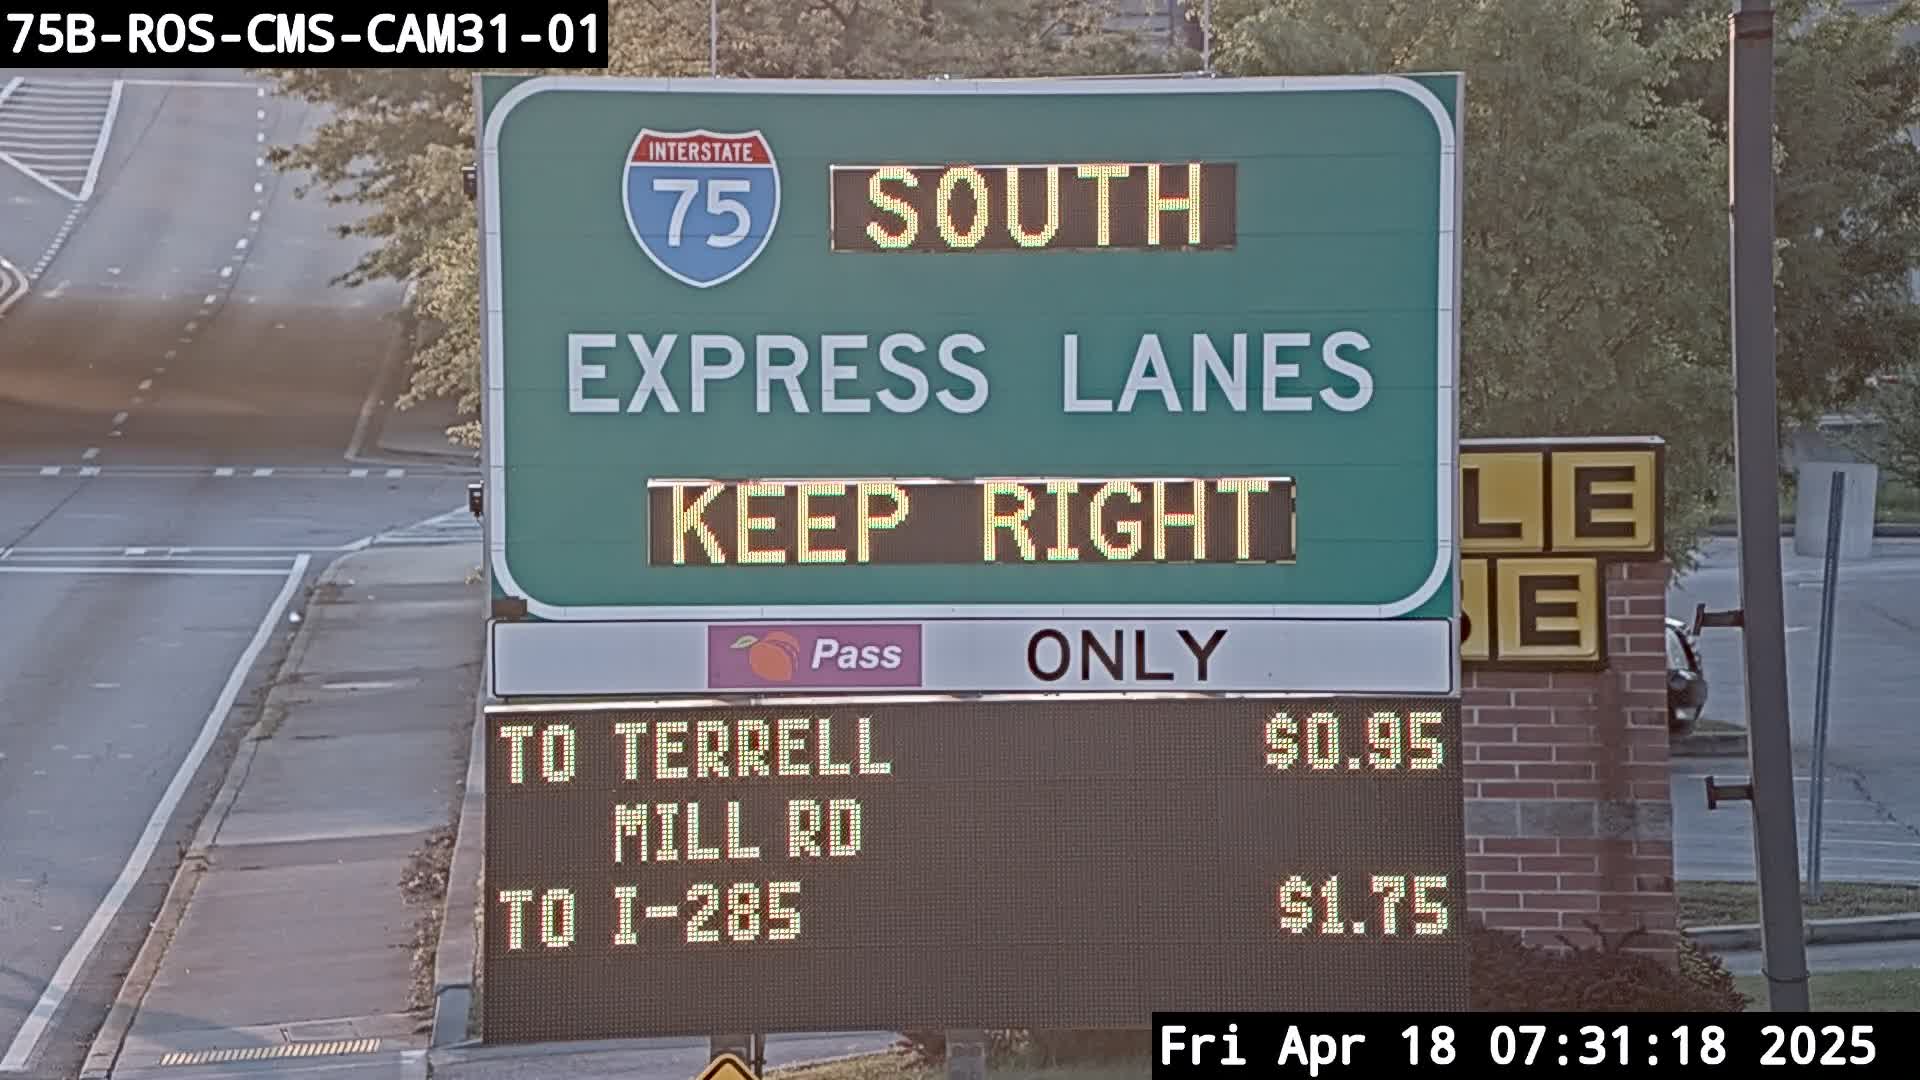 75B-ROS-CMS-CAM31-01
INTERSTATE
75
SOUTH
EXPRESS LANES
KEEP RIGHT
LE
E
Pass ONLY
TO TERRELL $0.95
MILL RD
TO I-285 $1.75
Fri Apr 18 07:31:18 2025